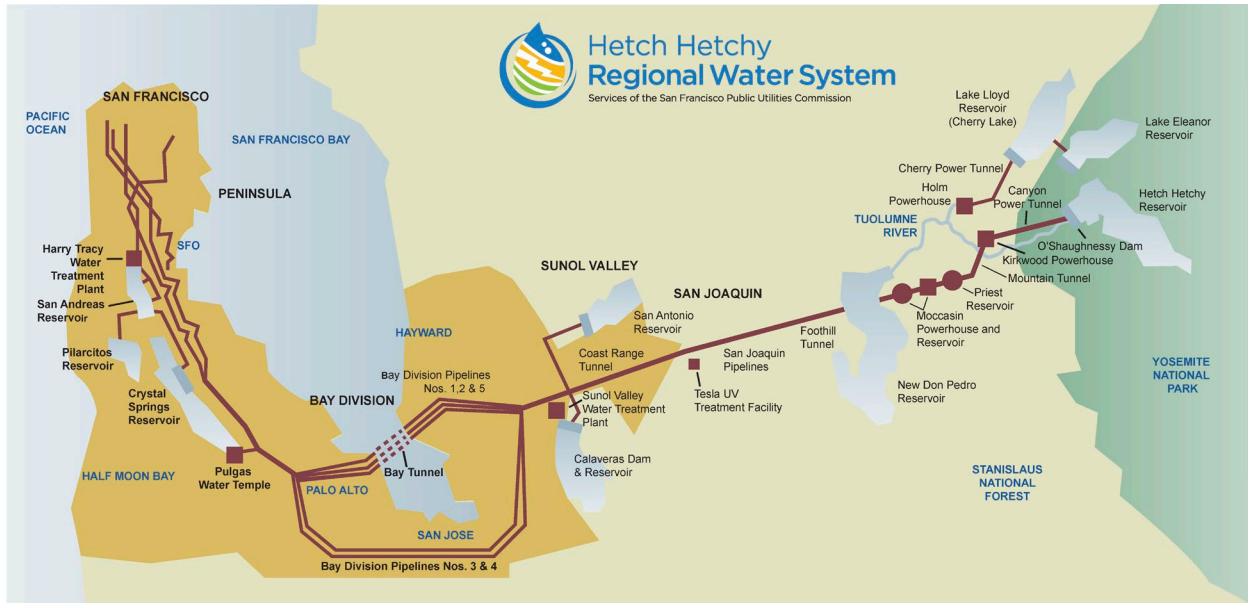 Hetch Hetchy
Regional Water System
Services of the San Francisco Public Utilities Commission
SAN FRANCISCO
PACIFIC
OCEAN
SAN FRANCISCO BAY
PENINSULA
SFO
Harry Tracy
Water
Treatment
Plant
San Andreas
Reservoir
Pilarcitos
Reservoir
Crystal
Springs
Reservoir
HALF MOON BAY
Pulgas
Water Temple
PALO ALTO
BAY DIVISION
Bay Division Pipelines
Nos. 1,2 & 5
HAYWARD
Bay Tunnel
SAN JOSE
Bay Division Pipelines Nos. 3 & 4
SUNOL VALLEY
San Antonio
Reservoir
Coast Range
Tunnel
Sunol Valley
Water Treatment
Plant
Calaveras Dam
& Reservoir
SAN JOAQUIN
San Joaquin
Pipelines
Tesla UV
Treatment Facility
Foothill
Tunnel
New Don Pedro
Reservoir
Moccasin
Powerhouse and
Reservoir
Priest
Reservoir
Mountain Tunnel
Kirkwood Powerhouse
O'Shaughnessy Dam
TUOLUMNE
RIVER
Holm
Powerhouse
Cherry Power Tunnel
Canyon
Power Tunnel
Lake Lloyd
Reservoir
(Cherry Lake)
Lake Eleanor
Reservoir
Hetch Hetchy
Reservoir
YOSEMITE
NATIONAL
PARK
STANISLAUS
NATIONAL
FOREST